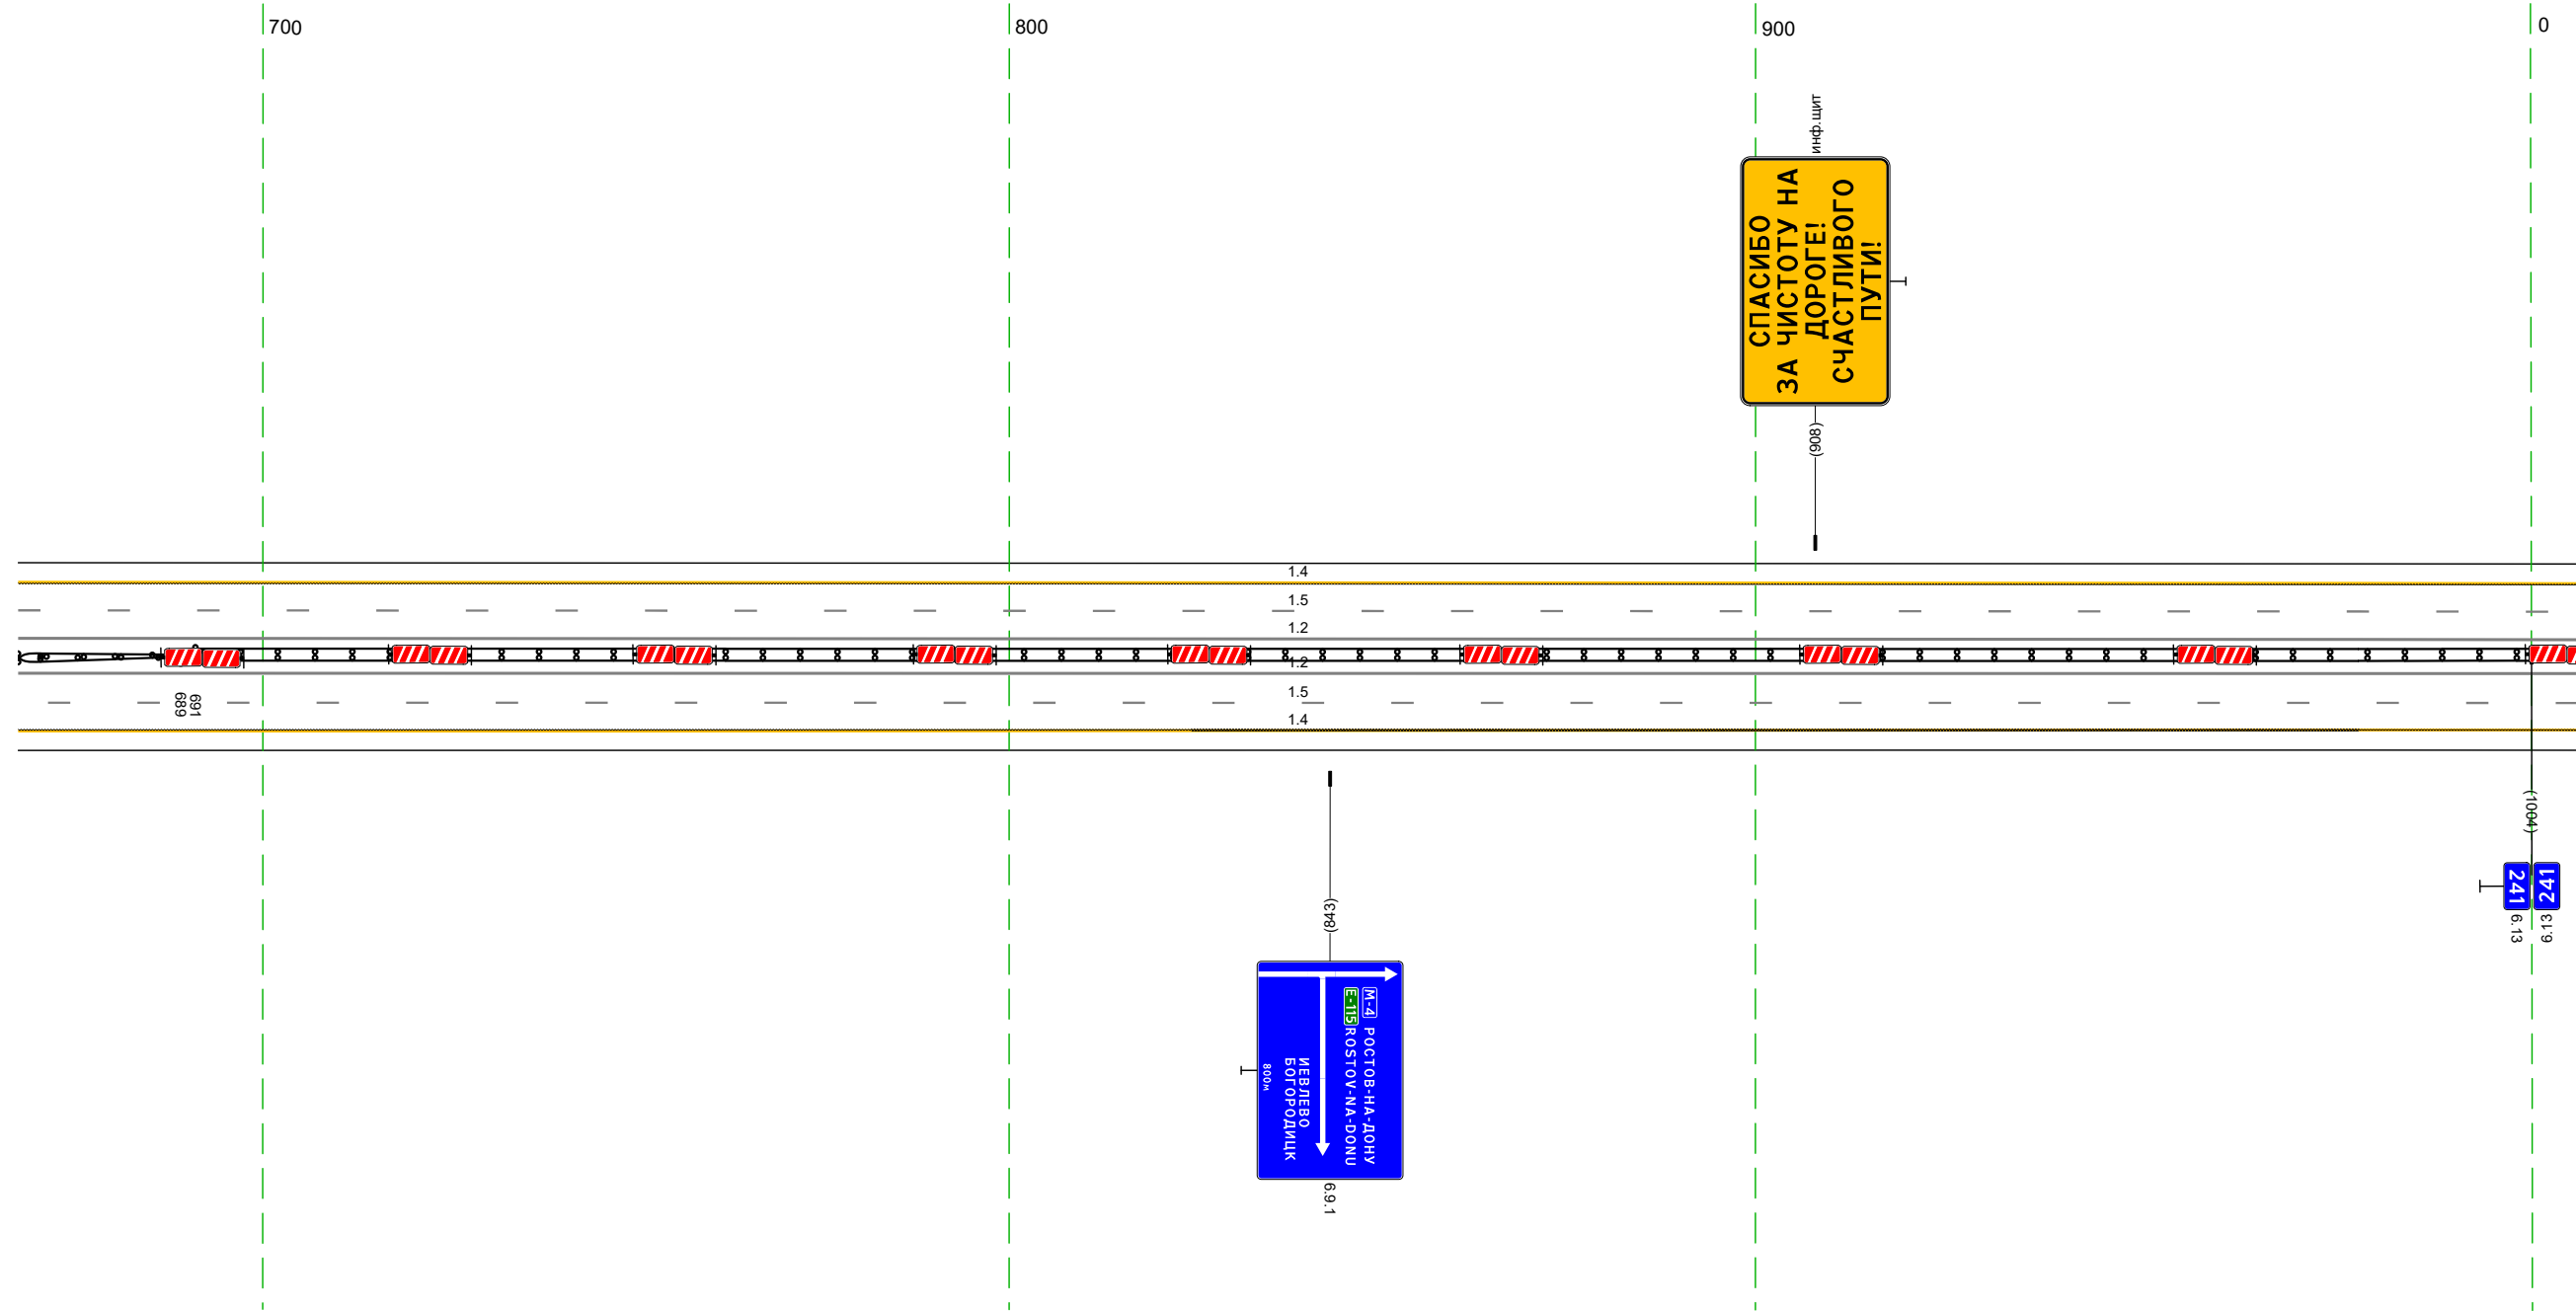 700
800
900
0
инф.щит
СПАСИБО
ЗА ЧИСТОТУ НА
ДОРОГЕ!
СЧАСТЛИВОГО
ПУТИ!
(908)
1.4
1.5
1.2
1.2
1.5
1.4
689
691
(843)
М-4 РОСТОВ-НА-ДОНУ
E-115 ROSTOV-NA-DONU
ИЕВЛЕВО
БОГОРОДИЦК
800м
6.9.1
(1004)
241
241
9.13
9.13